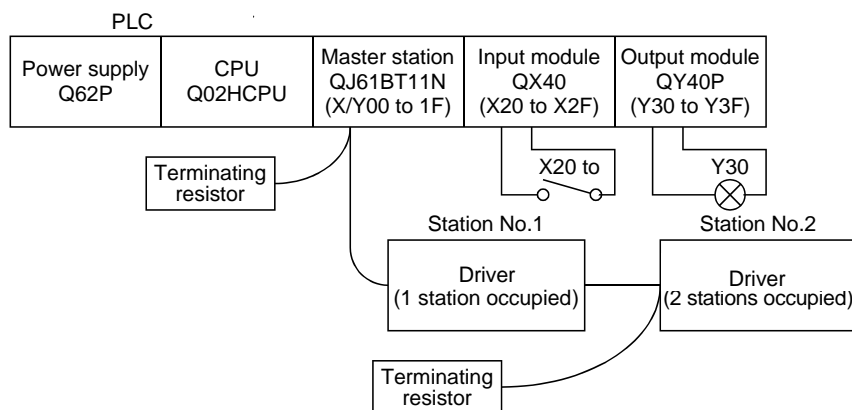 PLC
Power supply
Q62P
CPU
Q02HCPU
Master station
QJ61BT11N
(X/Y00 to 1F)
Input module
QX40
(X20 to X2F)
Output module
QY40P
(Y30 to Y3F)
Terminating
resistor
X20 to
Y30
Station No.1
Station No.2
Driver
(1 station occupied)
Driver
(2 stations occupied)
Terminating
resistor